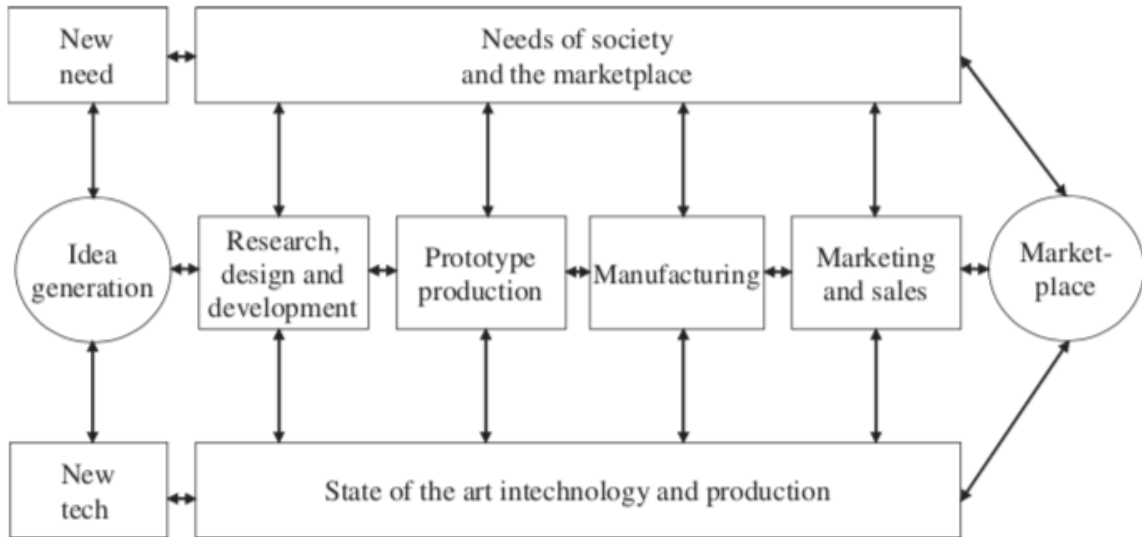 New
need
Needs of society
and the marketplace
Idea
generation
Research,
design and
development
Prototype
production
Manufacturing
Marketing
and sales
Market-
place
New
tech
State of the art intechnology and production